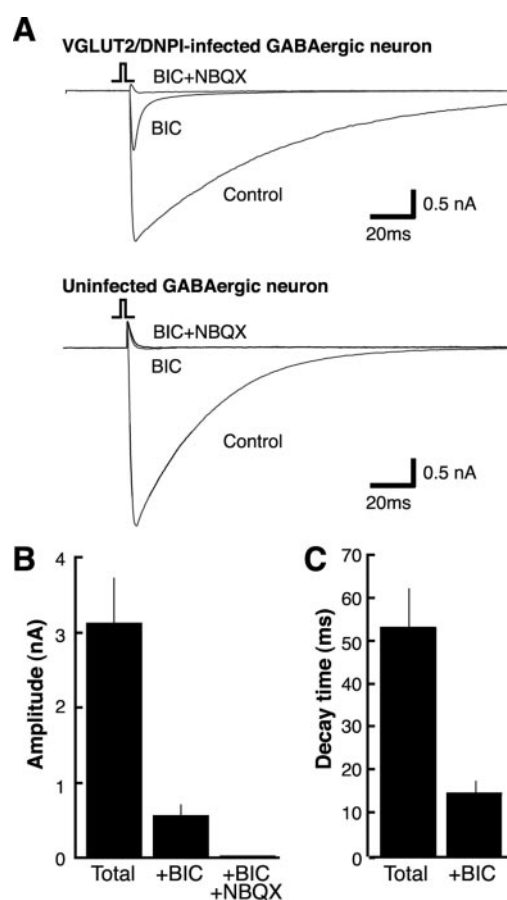 A
VGLUT2/DNPI-infected GABAergic neuron
BIC+NBQX
BIC
Control
0.5 nA
20ms
Uninfected GABAergic neuron
BIC+NBQX
BIC
Control
0.5 nA
20ms
B
Amplitude (nA)
4
3
2
1
0
Total
+BIC
+BIC
+NBQX
C
Decay time (ms)
70
60
50
40
30
20
10
0
Total
+BIC